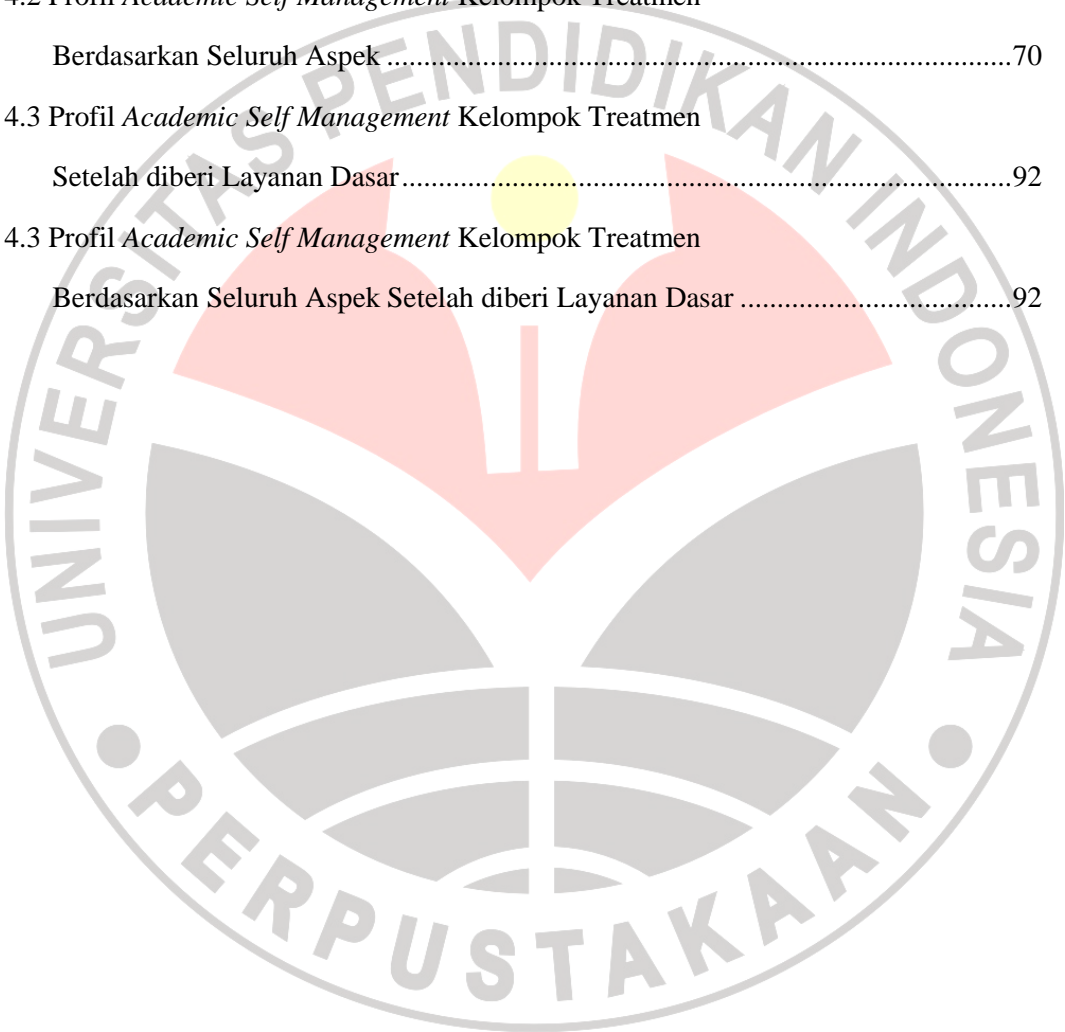 4.2 Profil Academic Self Management Kelompok Treatmen
Berdasarkan Seluruh Aspek ....................................................................................70
4.3 Profil Academic Self Management Kelompok Treatmen
Setelah diberi Layanan Dasar..................................................................................92
4.3 Profil Academic Self Management Kelompok Treatmen
Berdasarkan Seluruh Aspek Setelah diberi Layanan Dasar ....................................92
UNIVERSITAS PENDIDIKAN INDONESIA
PERPUSTAKAAN